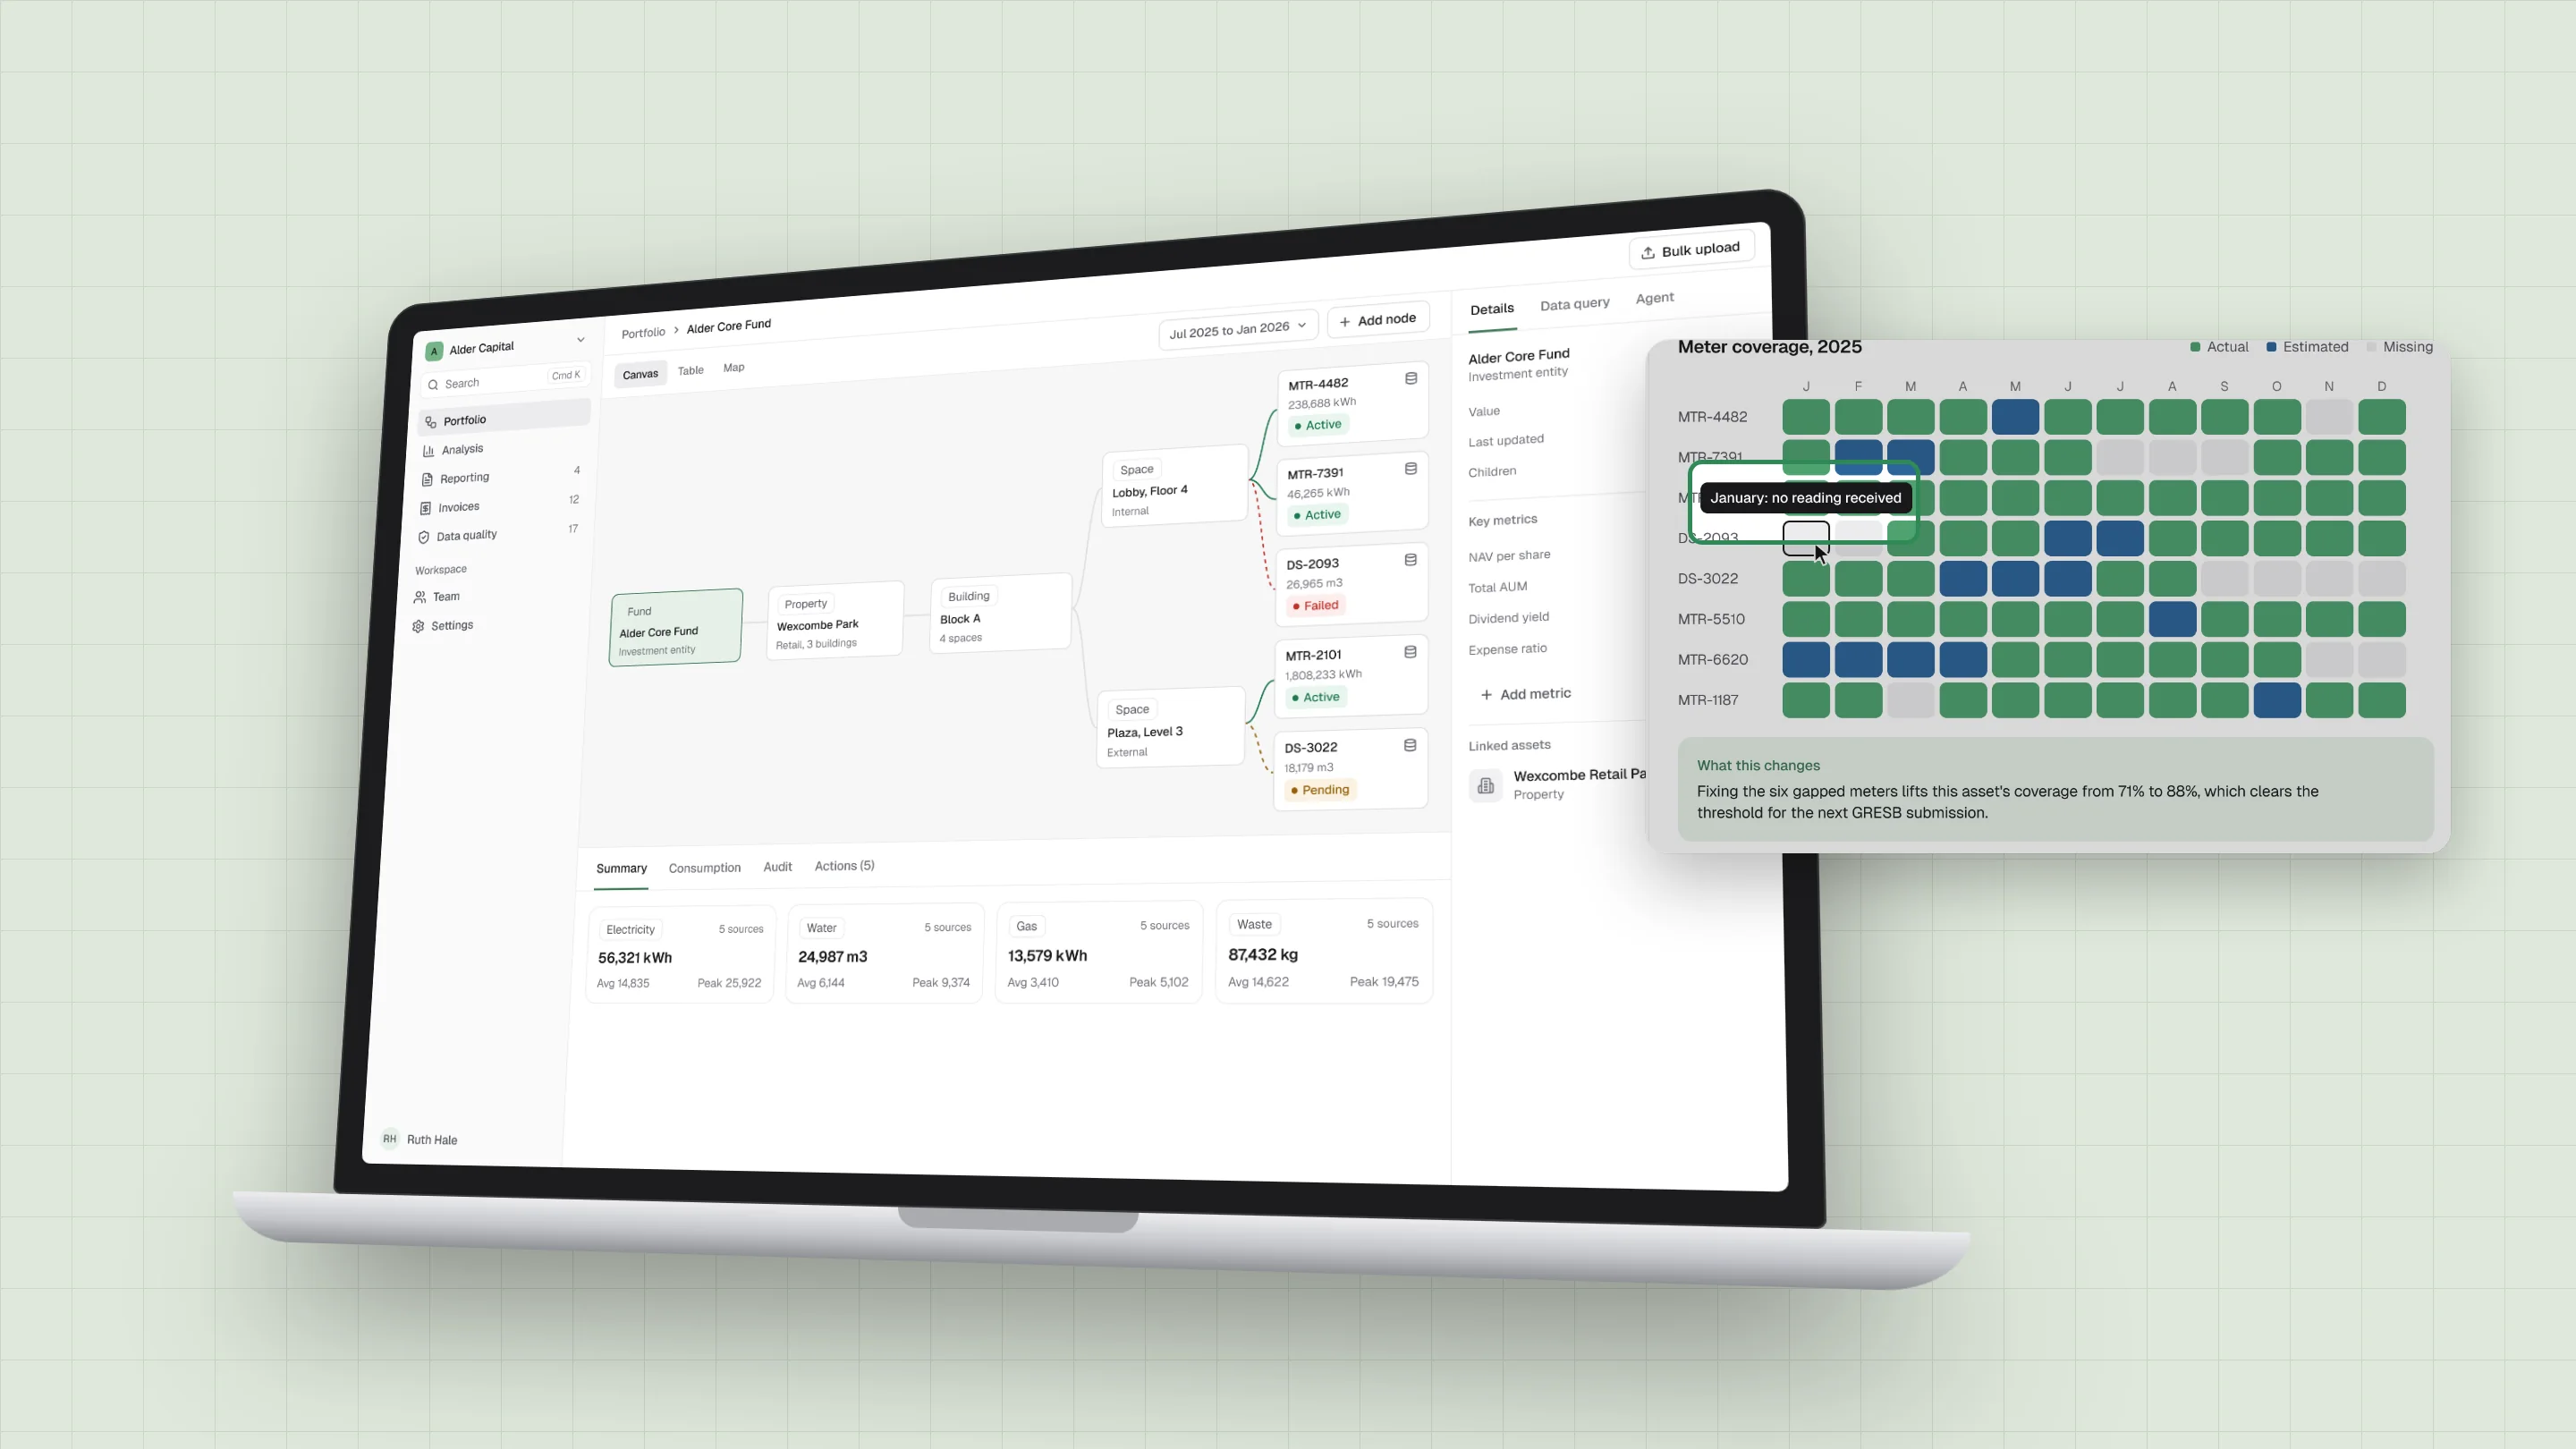 Bulk upload
A Alder Capital
Search Cmd K
Portfolio
Analysis
Reporting 4
Invoices 12
Data quality 17
Workspace
Team
Settings
RH Ruth Hale
Portfolio > Alder Core Fund
Jul 2025 to Jan 2026
+ Add node
Canvas Table Map
Fund
Alder Core Fund
Investment entity
Property
Wexcombe Park
Retail, 3 buildings
Building
Block A
4 spaces
Space
Lobby, Floor 4
Internal
Space
Plaza, Level 3
External
MTR-4482
238,688 kWh
Active
MTR-7391
46,265 kWh
Active
DS-2093
26,965 m3
Failed
MTR-2101
1,808,233 kWh
Active
DS-3022
18,179 m3
Pending
Summary Consumption Audit Actions (5)
Electricity 5 sources
56,321 kWh
Avg 14,835 Peak 25,922
Water 5 sources
24,987 m3
Avg 6,144 Peak 9,374
Gas 5 sources
13,579 kWh
Avg 3,410 Peak 5,102
Waste 5 sources
87,432 kg
Avg 14,622 Peak 19,475
Details Data query Agent
Alder Core Fund
Investment entity
Value
Last updated
Children
Key metrics
NAV per share
Total AUM
Dividend yield
Expense ratio
+ Add metric
Linked assets
Wexcombe Retail Pa
Property
Meter coverage, 2025
Actual Estimated Missing
J F M A M J J A S O N D
MTR-4482
MTR-7391
January: no reading received
DS-2093
DS-3022
MTR-5510
MTR-6620
MTR-1187
What this changes
Fixing the six gapped meters lifts this asset's coverage from 71% to 88%, which clears the
threshold for the next GRESB submission.